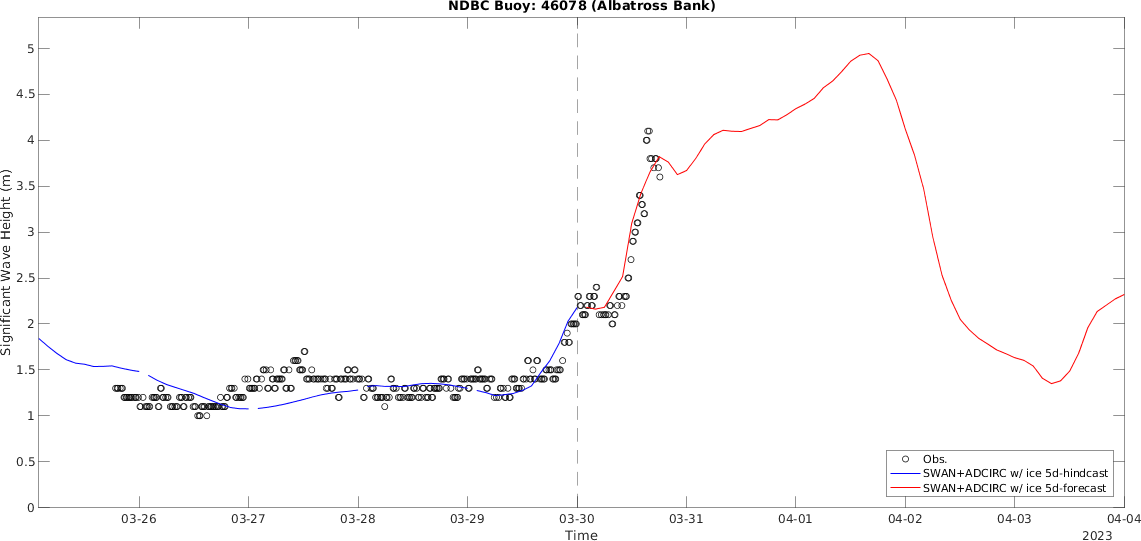 NDBC Buoy: 46078 (Albatross Bank)
Significant Wave Height (m)
5
4.5
4
3.5
3
2.5
2
1.5
1
0.5
0
Obs.
SWAN+ADCIRC w/ ice 5d-hindcast
SWAN+ADCIRC w/ ice 5d-forecast
03-26 03-27 03-28 03-29 03-30 03-31 04-01 04-02 04-03 04-04
Time
2023